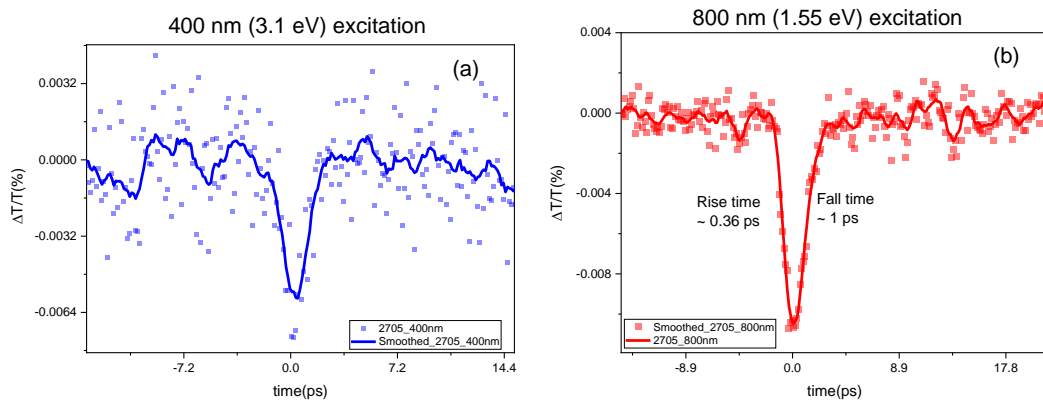 400 nm (3.1 eV) excitation
(a)
0.0032
0.0000
-0.0032
-0.0064
ΔT/T(%)
2705_400nm
Smoothed_2705_400nm
-7.2
0.0
7.2
14.4
time(ps)
800 nm (1.55 eV) excitation
(b)
0.004
0.000
-0.004
-0.008
ΔT/T(%)
Rise time
~ 0.36 ps
Fall time
~ 1 ps
Smoothed_2705_800nm
2705_800nm
-8.9
0.0
8.9
17.8
time(ps)